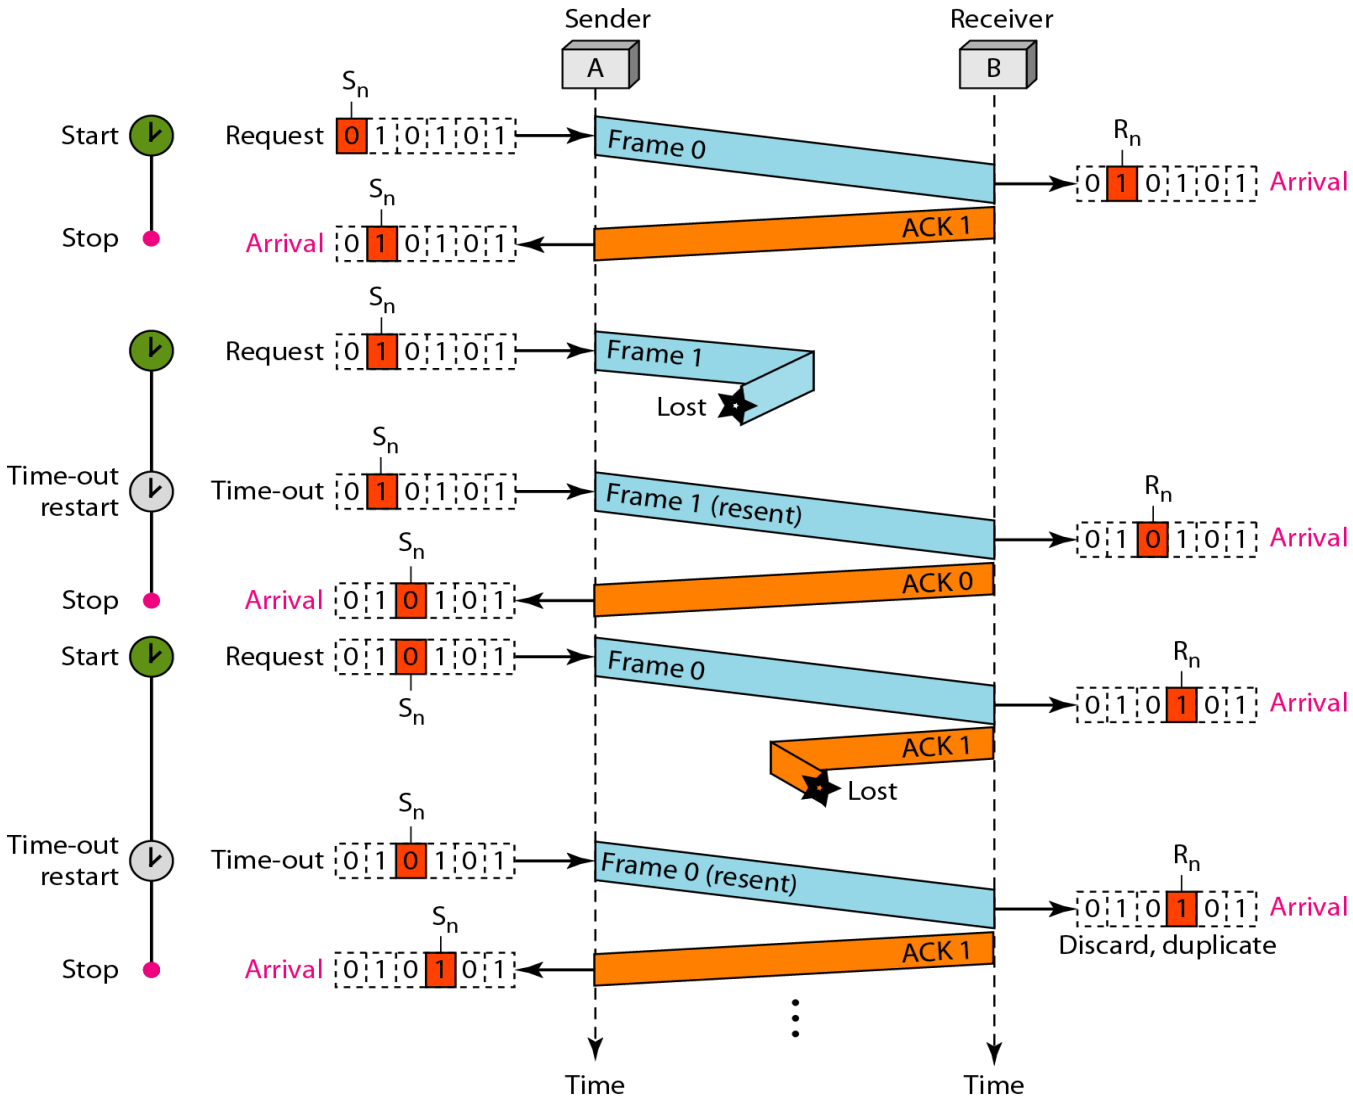 Sender Receiver
A B
Sn
Start Request 0 1 0 1 0 1 Frame 0 Rn
0 1 0 1 0 1 Arrival
Sn
Stop Arrival 0 1 0 1 0 1 ACK 1
Sn
Request 0 1 0 1 0 1 Frame 1
Lost
Sn
Time-out
restart Time-out 0 1 0 1 0 1 Frame 1 (resent) Rn
0 1 0 1 0 1 Arrival
Sn
Stop Arrival 0 1 0 1 0 1 ACK 0
Start Request 0 1 0 1 0 1 Frame 0 Rn
Sn 0 1 0 1 0 1 Arrival
ACK 1
Lost
Sn
Time-out
restart Time-out 0 1 0 1 0 1 Frame 0 (resent) Rn
0 1 0 1 0 1 Arrival
Discard, duplicate
Sn
Stop Arrival 0 1 0 1 0 1 ACK 1
Time Time